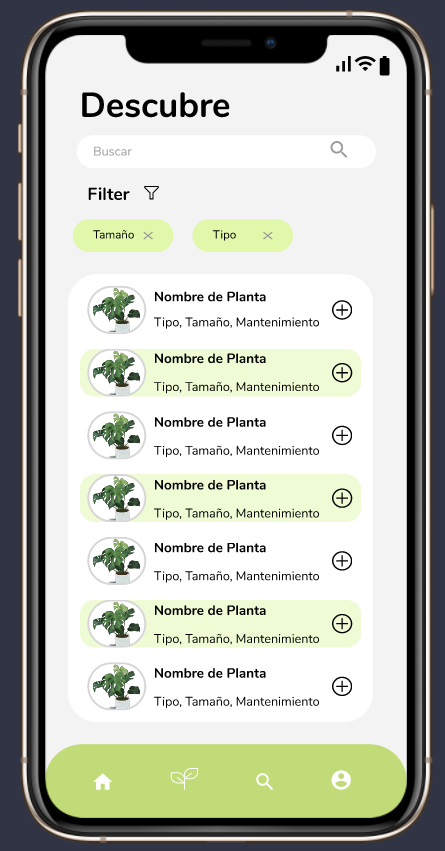 Descubre
Buscar
Filter
Tamaño
Tipo
Nombre de Planta
Tipo, Tamaño, Mantenimiento
Nombre de Planta
Tipo, Tamaño, Mantenimiento
Nombre de Planta
Tipo, Tamaño, Mantenimiento
Nombre de Planta
Tipo, Tamaño, Mantenimiento
Nombre de Planta
Tipo, Tamaño, Mantenimiento
Nombre de Planta
Tipo, Tamaño, Mantenimiento
Nombre de Planta
Tipo, Tamaño, Mantenimiento